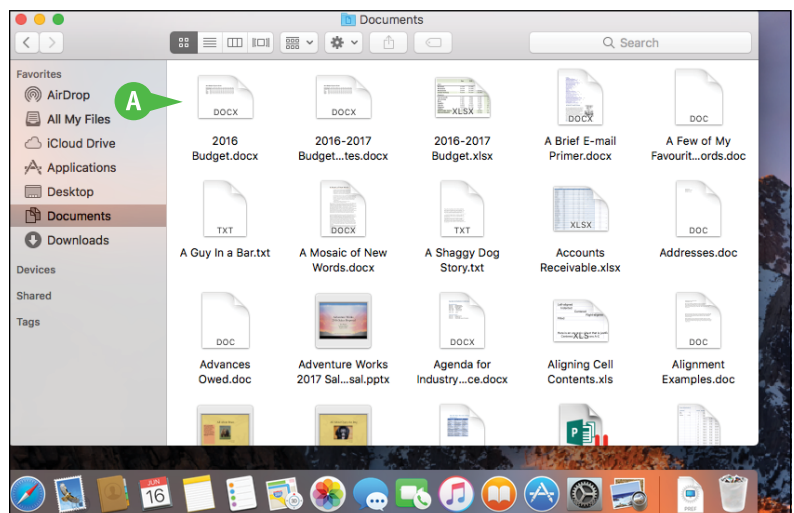 Documents
Search
Favorites
AirDrop
All My Files
iCloud Drive
Applications
Desktop
Documents
Downloads
Devices
Shared
Tags
A
DOCX
DOCX
XLSX
DOCX
DOC
2016
Budget.docx
2016-2017
Budget...tes.docx
2016-2017
Budget.xlsx
A Brief E-mail
Primer.docx
A Few of My
Favourit...ords.doc
TXT
DOCX
TXT
XLSX
DOC
A Guy In a Bar.txt
A Mosaic of New
Words.docx
A Shaggy Dog
Story.txt
Accounts
Receivable.xlsx
Addresses.doc
DOC
DOCX
XLS
DOC
Advances
Owed.doc
Adventure Works
2017 Sal...sal.pptx
Agenda for
Industry...ce.docx
Aligning Cell
Contents.xls
Alignment
Examples.doc
P
JUN
16